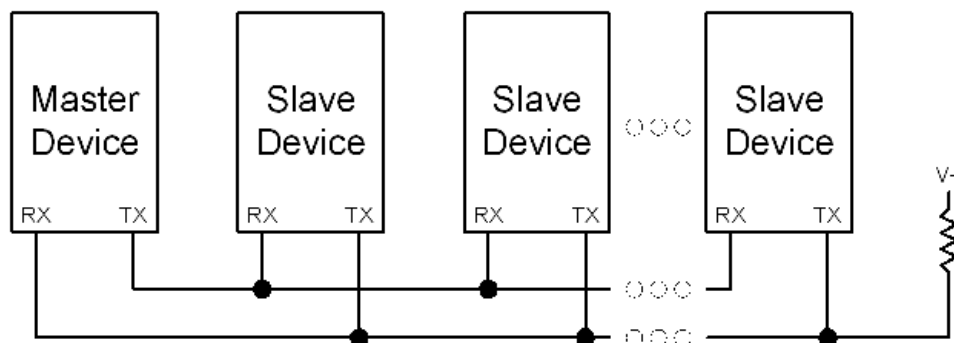 Master
Device
Slave
Device
Slave
Device
Slave
Device
RX TX
RX TX
RX TX
RX TX